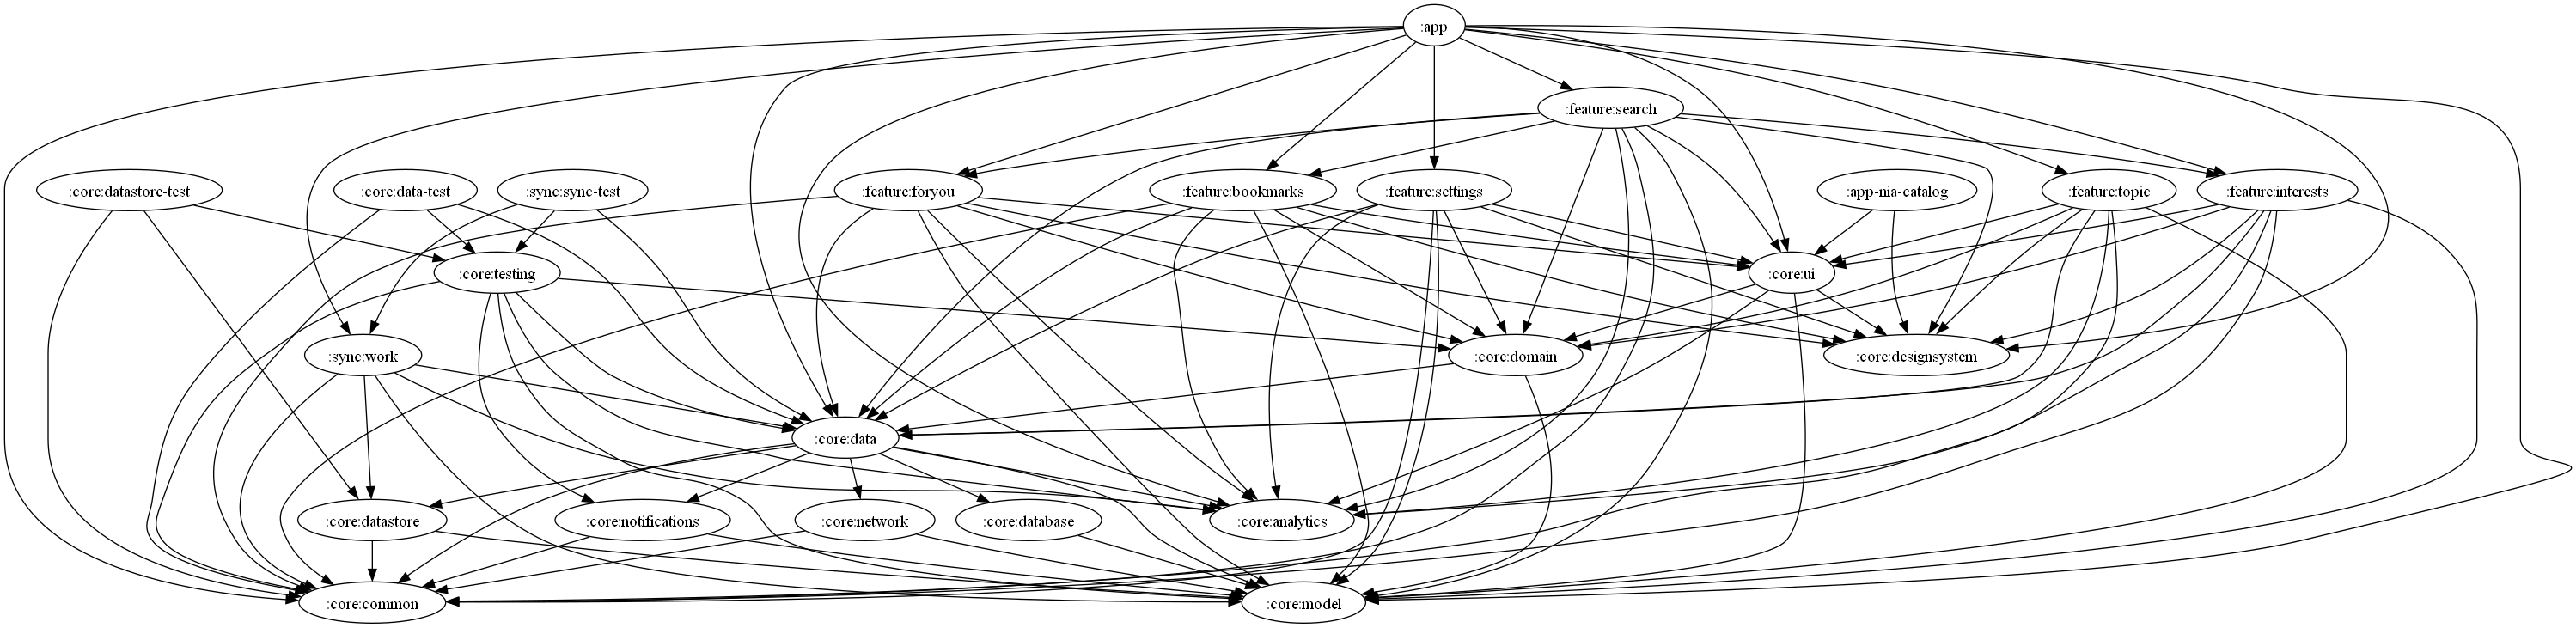 :app
:feature:search
:core:datastore-test
:core:data-test
:sync:sync-test
:feature:foryou
:feature:bookmarks
:feature:settings
:app-nia-catalog
:feature:topic
:feature:interests
:core:testing
:core:ui
:sync:work
:core:domain
:core:designsystem
:core:data
:core:datastore
:core:notifications
:core:network
:core:database
:core:analytics
:core:common
:core:model